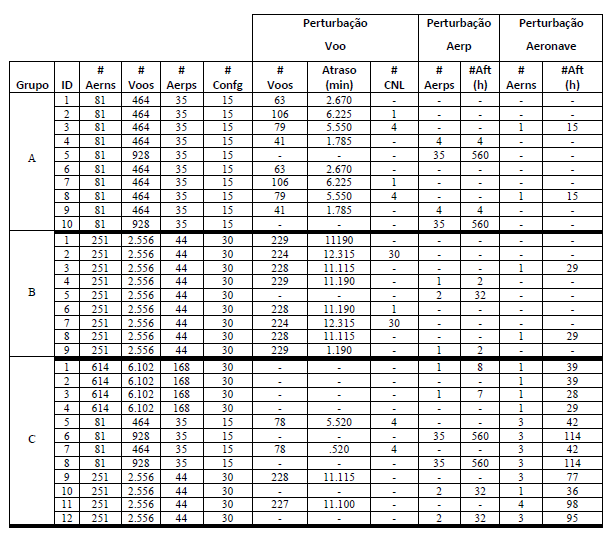 Perturbação Perturbação Perturbação
Voo Aerp Aeronave
# # # # # Atraso # # #Aft # #Aft
Grupo ID Aerns Voos Aerps Confg Voos (min) CNL Aerps (h) Aerns (h)
A
1 81 464 35 15 63 2.670 - - - - -
2 81 464 35 15 106 6.225 1 - - - -
3 81 464 35 15 79 5.550 4 - - 1 15
4 81 464 35 15 41 1.785 - 4 4 - -
5 81 928 35 15 - - - 35 560 - -
6 81 464 35 15 63 2.670 - - - - -
7 81 464 35 15 106 6.225 1 - - - -
8 81 464 35 15 79 5.550 4 - - 1 15
9 81 464 35 15 41 1.785 - 4 4 - -
10 81 928 35 15 - - - 35 560 - -
B
1 251 2.556 44 30 229 11190 - - - - -
2 251 2.556 44 30 224 12.315 30 - - - -
3 251 2.556 44 30 228 11.115 - - - 1 29
4 251 2.556 44 30 229 11.190 - 1 2 - -
5 251 2.556 44 30 - - - 2 32 - -
6 251 2.556 44 30 228 11.190 1 - - - -
7 251 2.556 44 30 224 12.315 30 - - - -
8 251 2.556 44 30 228 11.115 - - - 1 29
9 251 2.556 44 30 229 1.190 - 1 2 - -
C
1 614 6.102 168 30 - - - 1 8 1 39
2 614 6.102 168 30 - - - - - 1 39
3 614 6.102 168 30 - - - 1 7 1 28
4 614 6.102 168 30 - - - - - 1 29
5 81 464 35 15 78 5.520 4 - - 3 42
6 81 928 35 15 - - - 35 560 3 114
7 81 464 35 15 78 .520 4 - - 3 42
8 81 928 35 15 - - - 35 560 3 114
9 251 2.556 44 30 228 11.115 - - - 3 77
10 251 2.556 44 30 - - - 2 32 1 36
11 251 2.556 44 30 227 11.100 - - - 4 98
12 251 2.556 44 30 - - - 2 32 3 95